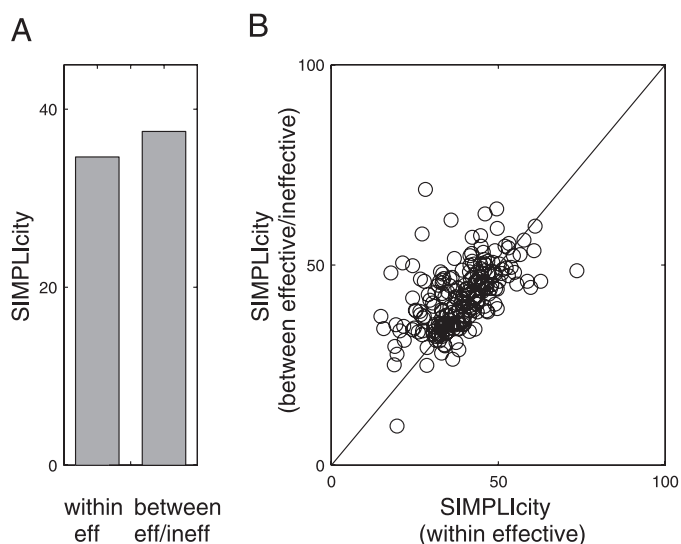 A
SIMPLIcity
40
20
0
within between
eff eff/ineff
B
SIMPLIcity
(between effective/ineffective)
100
50
0
0 50 100
SIMPLIcity
(within effective)